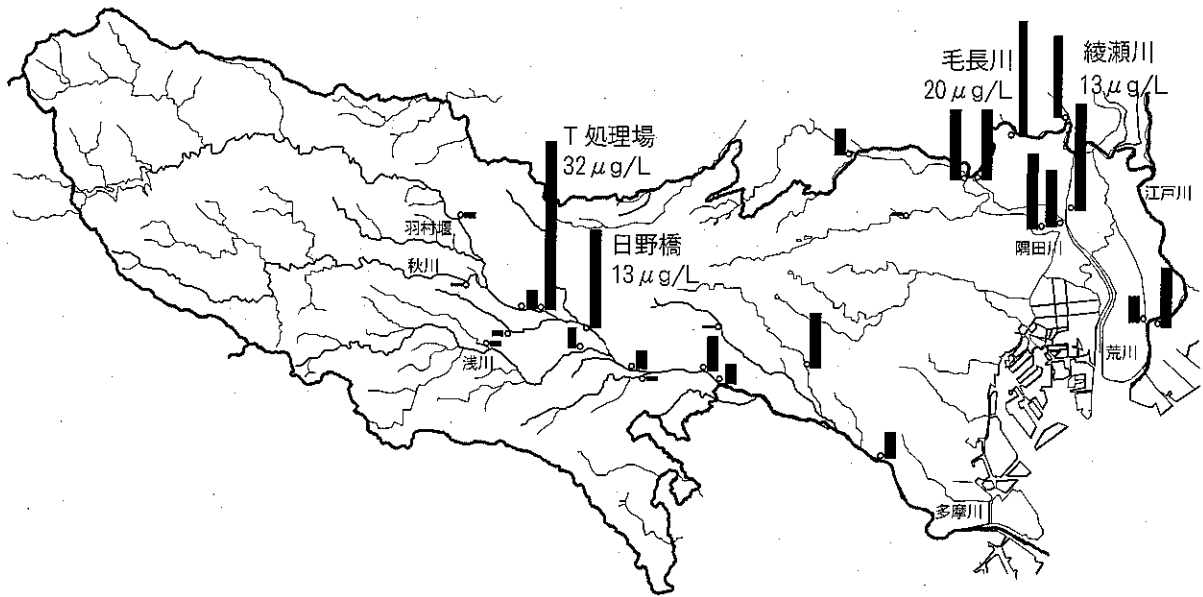 毛長川
20μg/L
綾瀬川
13μg/L
T処理場
32μg/L
江戸川
羽村堰
日野橋
13μg/L
隅田川
秋川
浅川
荒川
多摩川